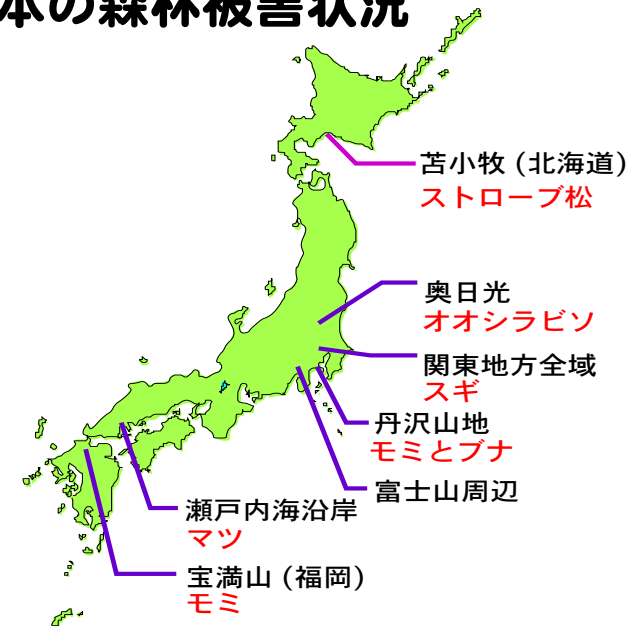 本の森林被害状況
苫小牧 (北海道)
ストローブ松
奥日光
オオシラビソ
関東地方全域
スギ
丹沢山地
モミとブナ
富士山周辺
瀬戸内海沿岸
マツ
宝満山 (福岡)
モミ